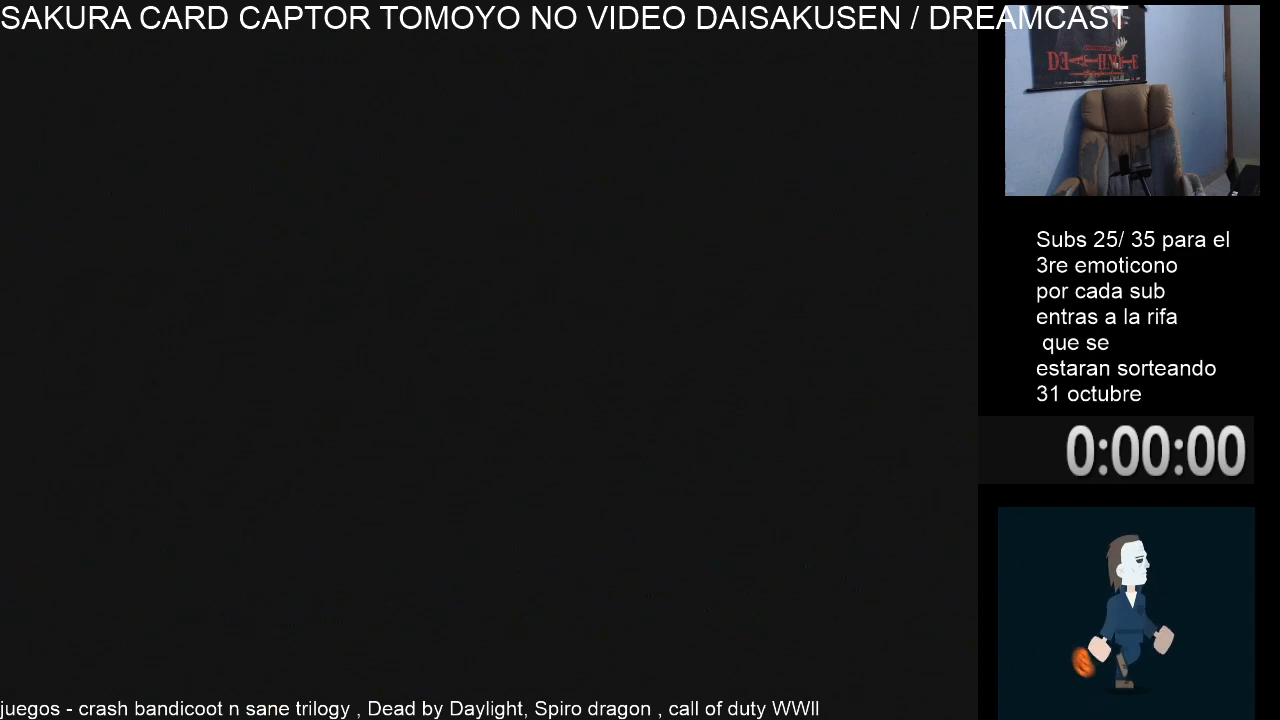 SAKURA CARD CAPTOR TOMOYO NO VIDEO DAISAKUSEN / DREAMCAST
Subs 25/ 35 para el
3re emoticono
por cada sub
entras a la rifa
que se
estaran sorteando
31 octubre
0:00:00
juegos - crash bandicoot n sane trilogy , Dead by Daylight, Spiro dragon , call of duty WWll